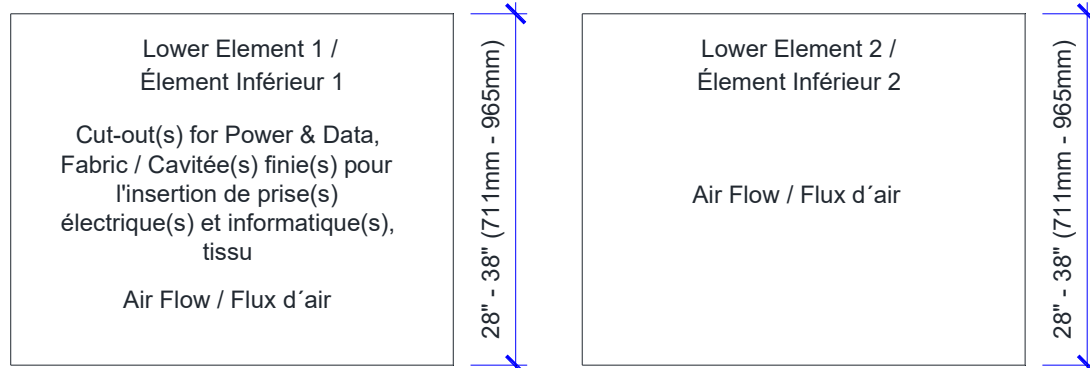 Lower Element 1 /
Élement Inférieur 1
Cut-out(s) for Power & Data,
Fabric / Cavitée(s) finie(s) pour
l'insertion de prise(s)
électrique(s) et informatique(s),
tissu
Air Flow / Flux d´air
28" - 38" (711mm - 965mm)
Lower Element 2 /
Élement Inférieur 2
Air Flow / Flux d´air
28" - 38" (711mm - 965mm)